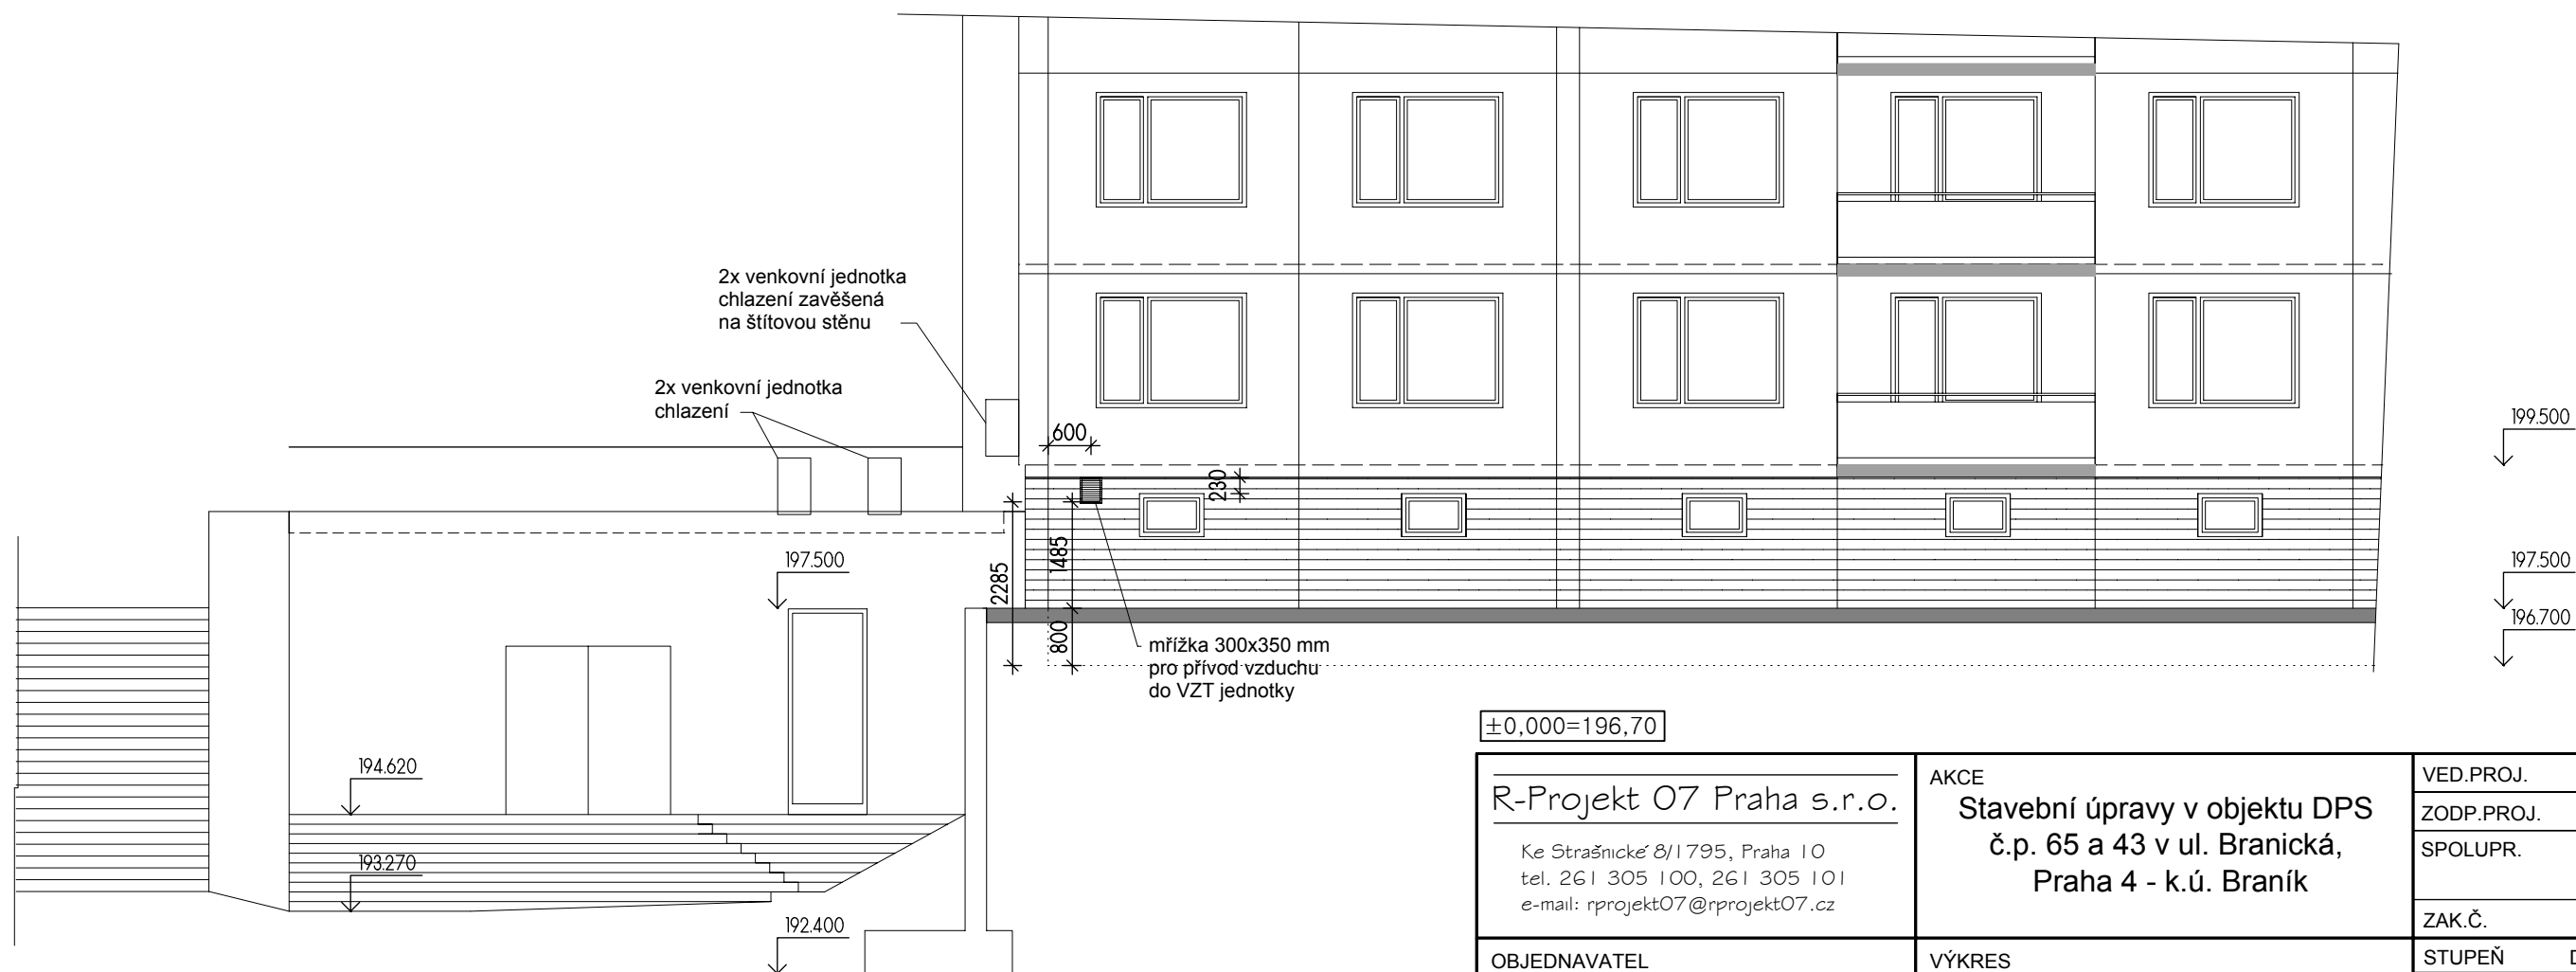 2x venkovní jednotka
chlazení zavěšená
na štítovou stěnu
2x venkovní jednotka
chlazení
600
230
199.500
197.500
1485
2285
197.500
800
196.700
mřížka 300x350 mm
pro přívod vzduchu
do VZT jednotky
±0,000=196,70
194.620
193.270
192.400
R-Projekt 07 Praha s.r.o.
Ke Strašnické 8/1795, Praha 10
tel. 261 305 100, 261 305 101
e-mail: rprojekt07@rprojekt07.cz
AKCE
Stavební úpravy v objektu DPS
č.p. 65 a 43 v ul. Branická,
Praha 4 - k.ú. Braník
VED.PROJ.
ZODP.PROJ.
SPOLUPR.
ZAK.Č.
OBJEDNAVATEL
VÝKRES
STUPEŇ